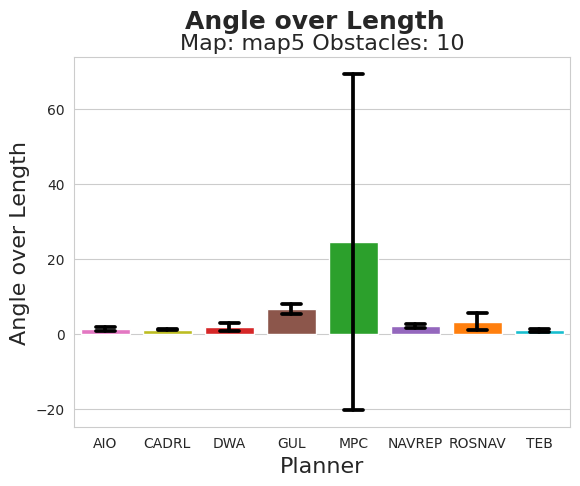 Angle over Length
Map: map5 Obstacles: 10
Angle over Length
60
40
20
0
−20
AIO CADRL DWA GUL MPC NAVREP ROSNAV TEB
Planner